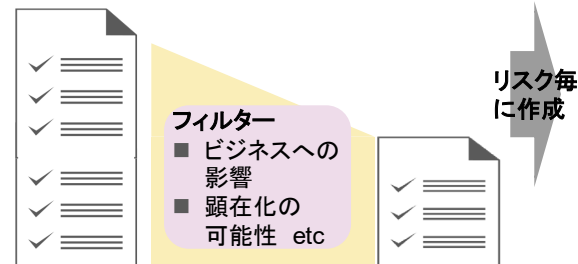 リスク毎
に作成
フィルター
■ ビジネスへの
影響
■ 顕在化の
可能性 etc